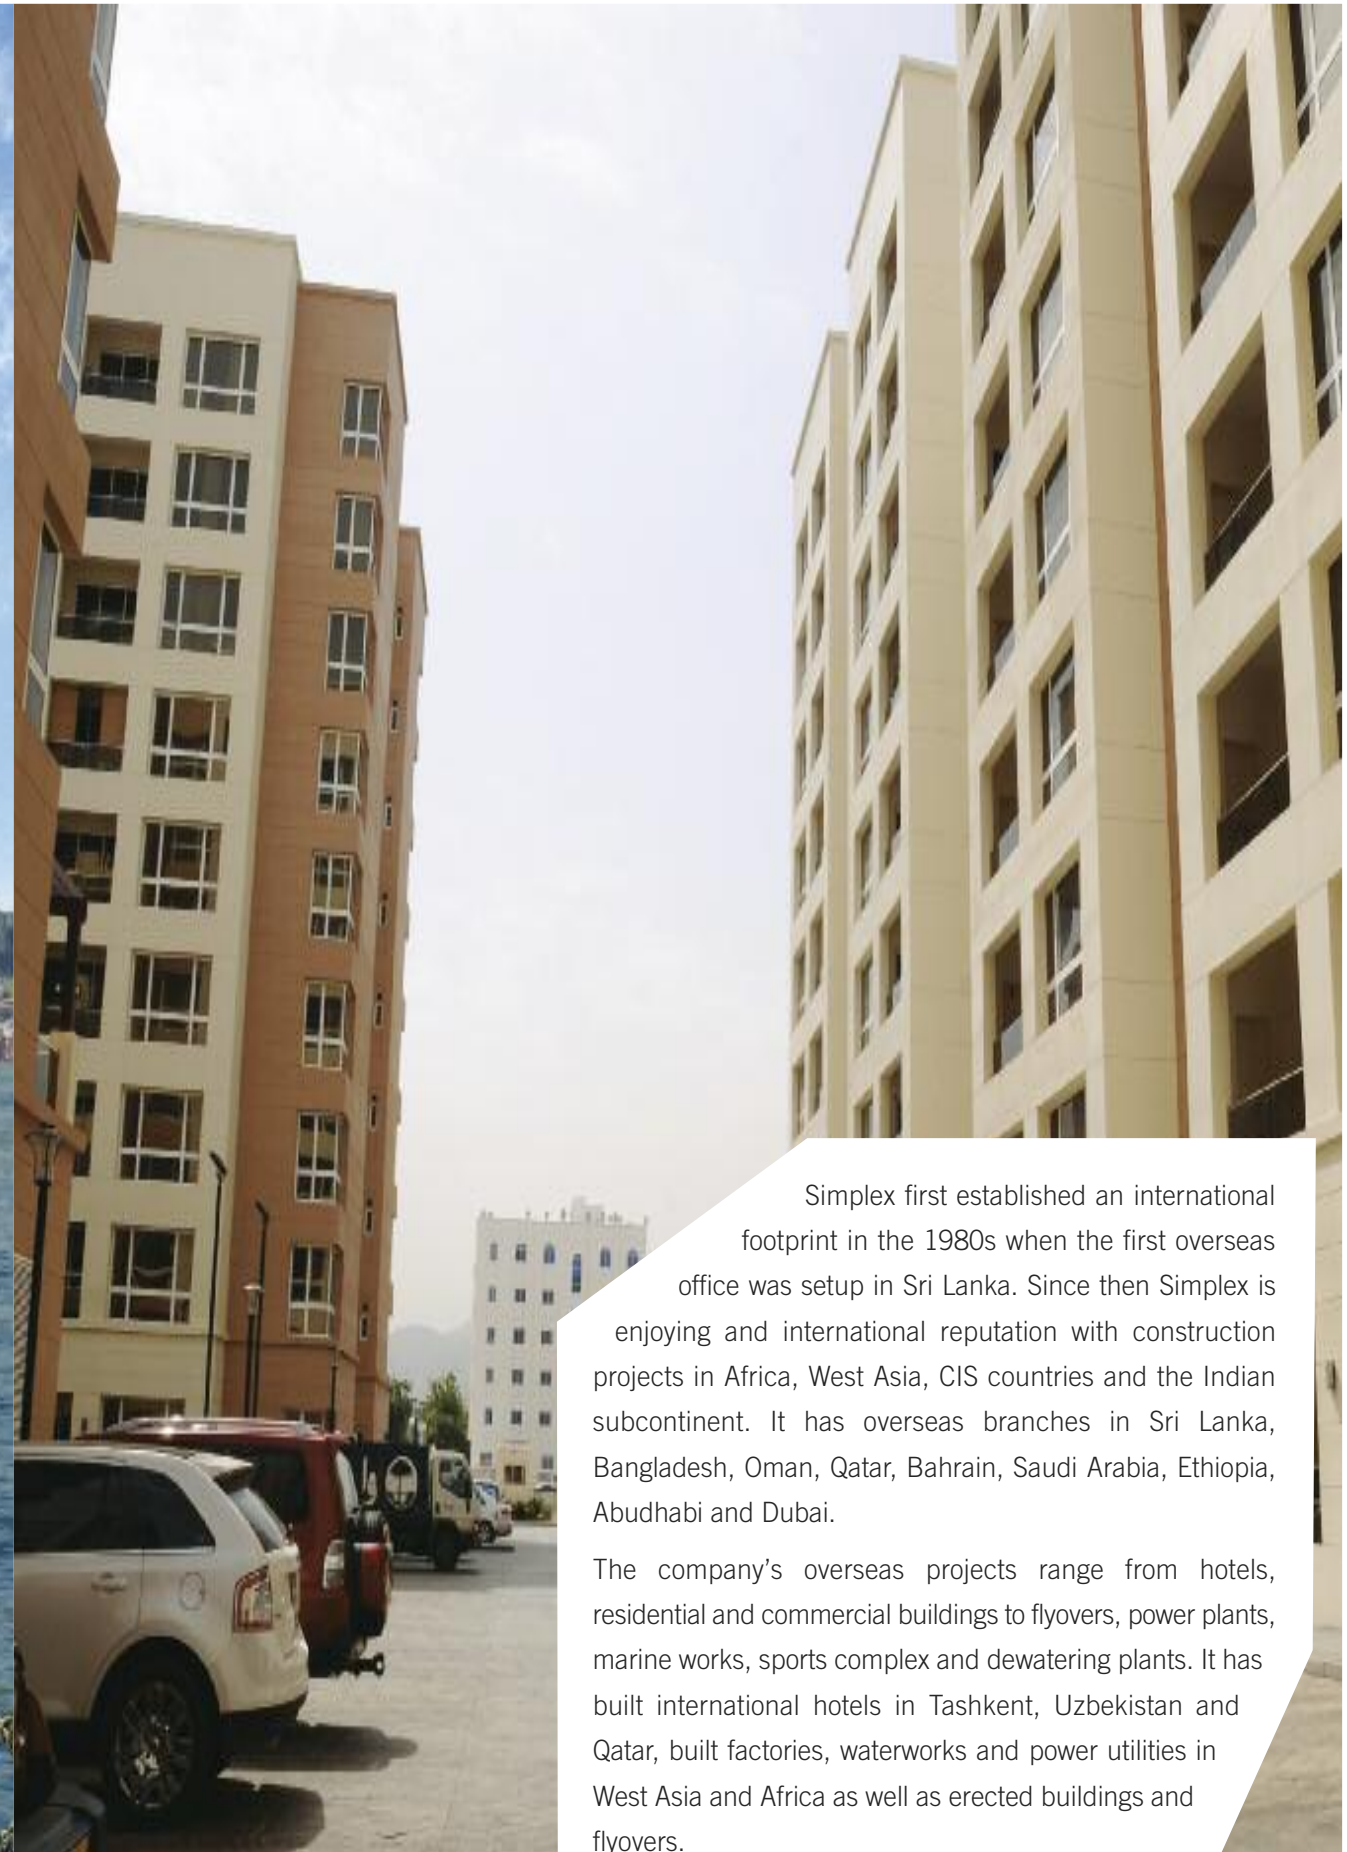 Simplex first established an international
footprint in the 1980s when the first overseas
office was setup in Sri Lanka. Since then Simplex is
enjoying and international reputation with construction
projects in Africa, West Asia, CIS countries and the Indian
subcontinent. It has overseas branches in Sri Lanka,
Bangladesh, Oman, Qatar, Bahrain, Saudi Arabia, Ethiopia,
Abudhabi and Dubai.
The company's overseas projects range from hotels,
residential and commercial buildings to flyovers, power plants,
marine works, sports complex and dewatering plants. It has
built international hotels in Tashkent, Uzbekistan and
Qatar, built factories, waterworks and power utilities in
West Asia and Africa as well as erected buildings and
flyovers.